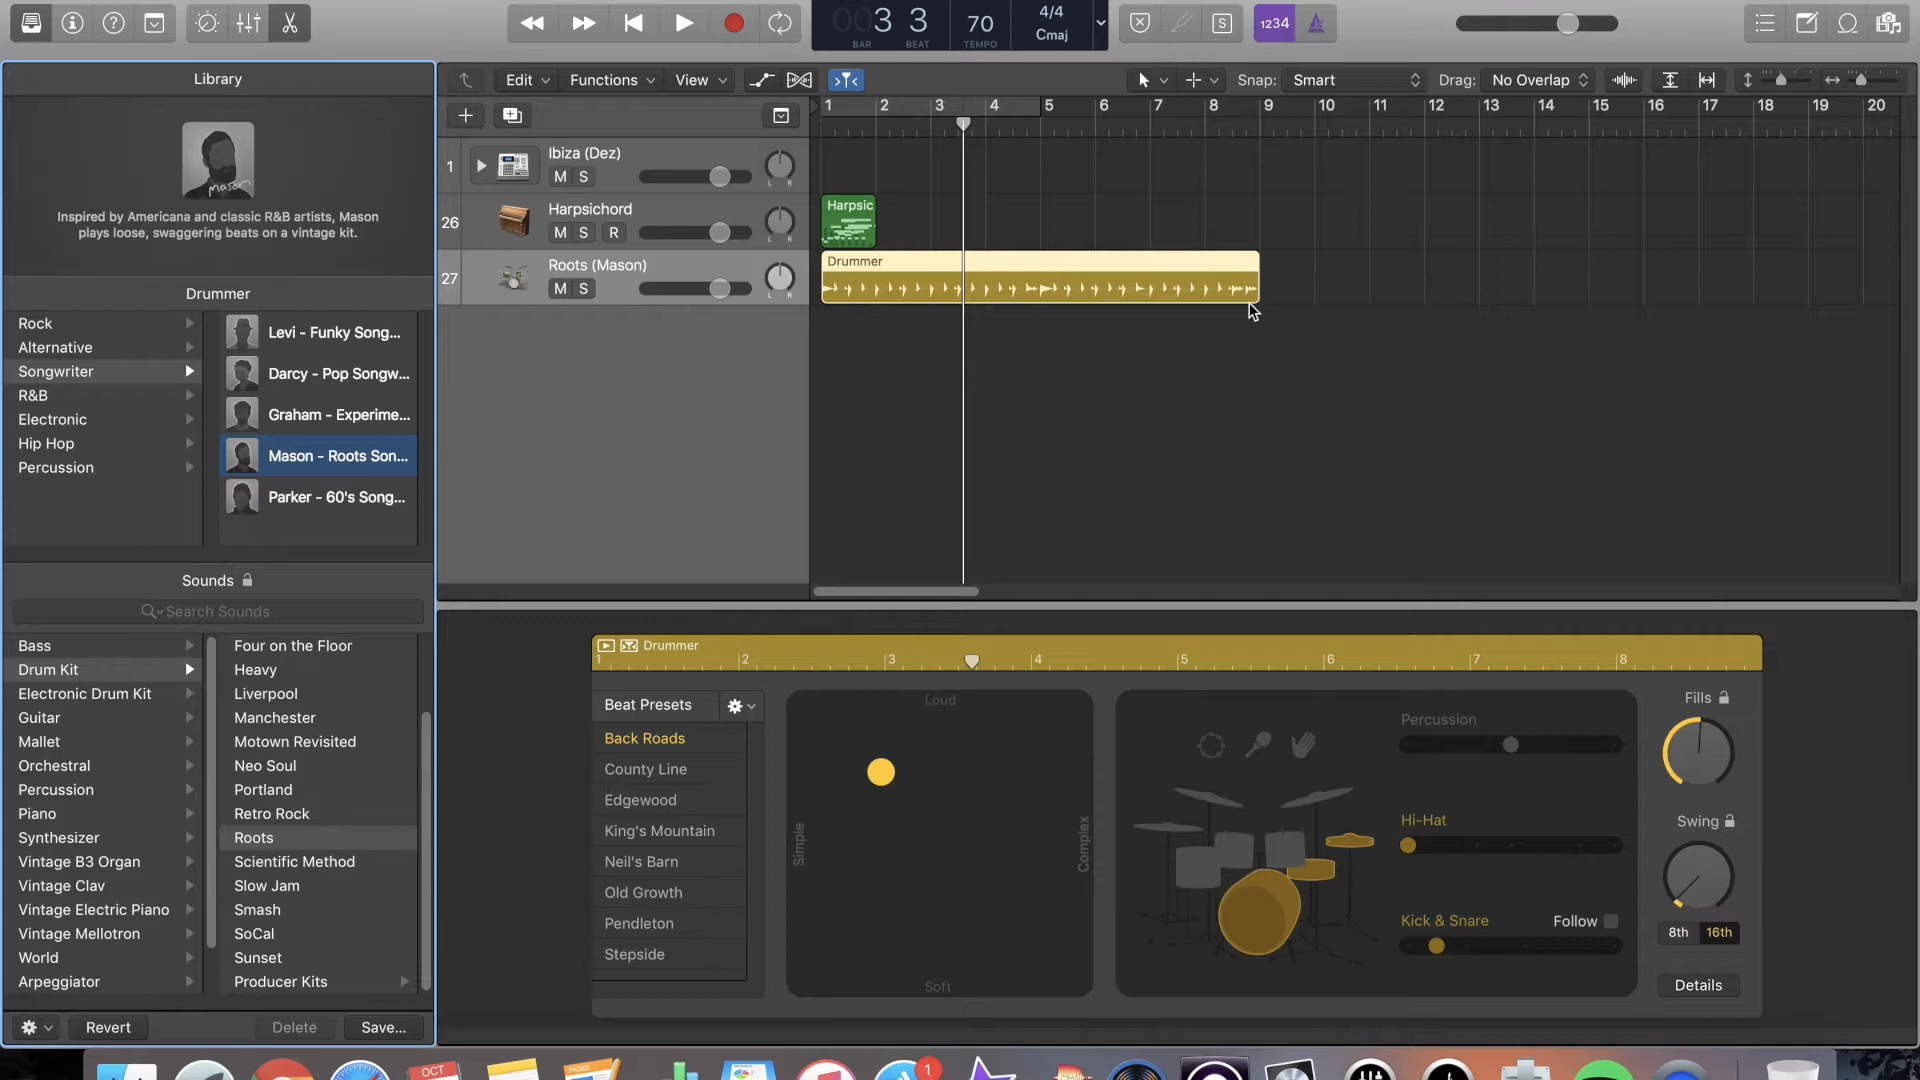 003 3 70 4/4
Cmaj
BAR BEAT TEMPO
S 1234
Library
mason
Inspired by Americana and classic R&B artists, Mason
plays loose, swaggering beats on a vintage kit.
Drummer
Rock
Alternative
Songwriter
R&B
Electronic
Hip Hop
Percussion
Levi - Funky Song...
Darcy - Pop Songw...
Graham - Experime...
Mason - Roots Son...
Parker - 60's Song...
Sounds
Search Sounds
Bass
Drum Kit
Electronic Drum Kit
Guitar
Mallet
Orchestral
Percussion
Piano
Synthesizer
Vintage B3 Organ
Vintage Clav
Vintage Electric Piano
Vintage Mellotron
World
Arpeggiator
Four on the Floor
Heavy
Liverpool
Manchester
Motown Revisited
Neo Soul
Portland
Retro Rock
Roots
Scientific Method
Slow Jam
Smash
SoCal
Sunset
Producer Kits
Revert Delete Save...
Edit Functions View Snap: Smart Drag: No Overlap
1 2 3 4 5 6 7 8 9 10 11 12 13 14 15 16 17 18 19 20
1 Ibiza (Dez)
M S L R
26 Harpsichord
M S R L R
27 Roots (Mason)
M S L R
Harpsic
Drummer
Drummer
1 2 3 4 5 6 7 8
Beat Presets
Back Roads
County Line
Edgewood
King's Mountain
Neil's Barn
Old Growth
Pendleton
Stepside
Loud
Simple
Complex
Soft
Percussion
Hi-Hat
Kick & Snare Follow
Fills
Swing
8th 16th
Details
OCT PAGES 1